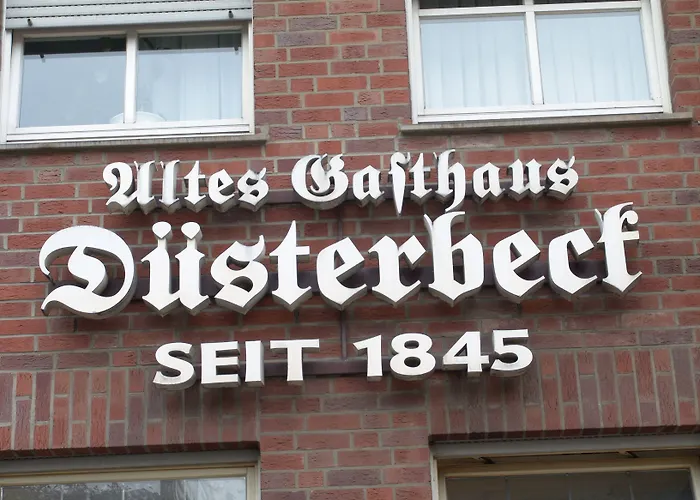 Altes Gaſthaus
Düsterbeck
SEIT 1845